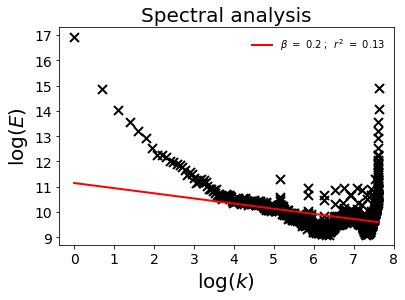 Spectral analysis
β = 0.2 ; r² = 0.13
log(E)
17
16
15
14
13
12
11
10
9
0 1 2 3 4 5 6 7 8
log(k)